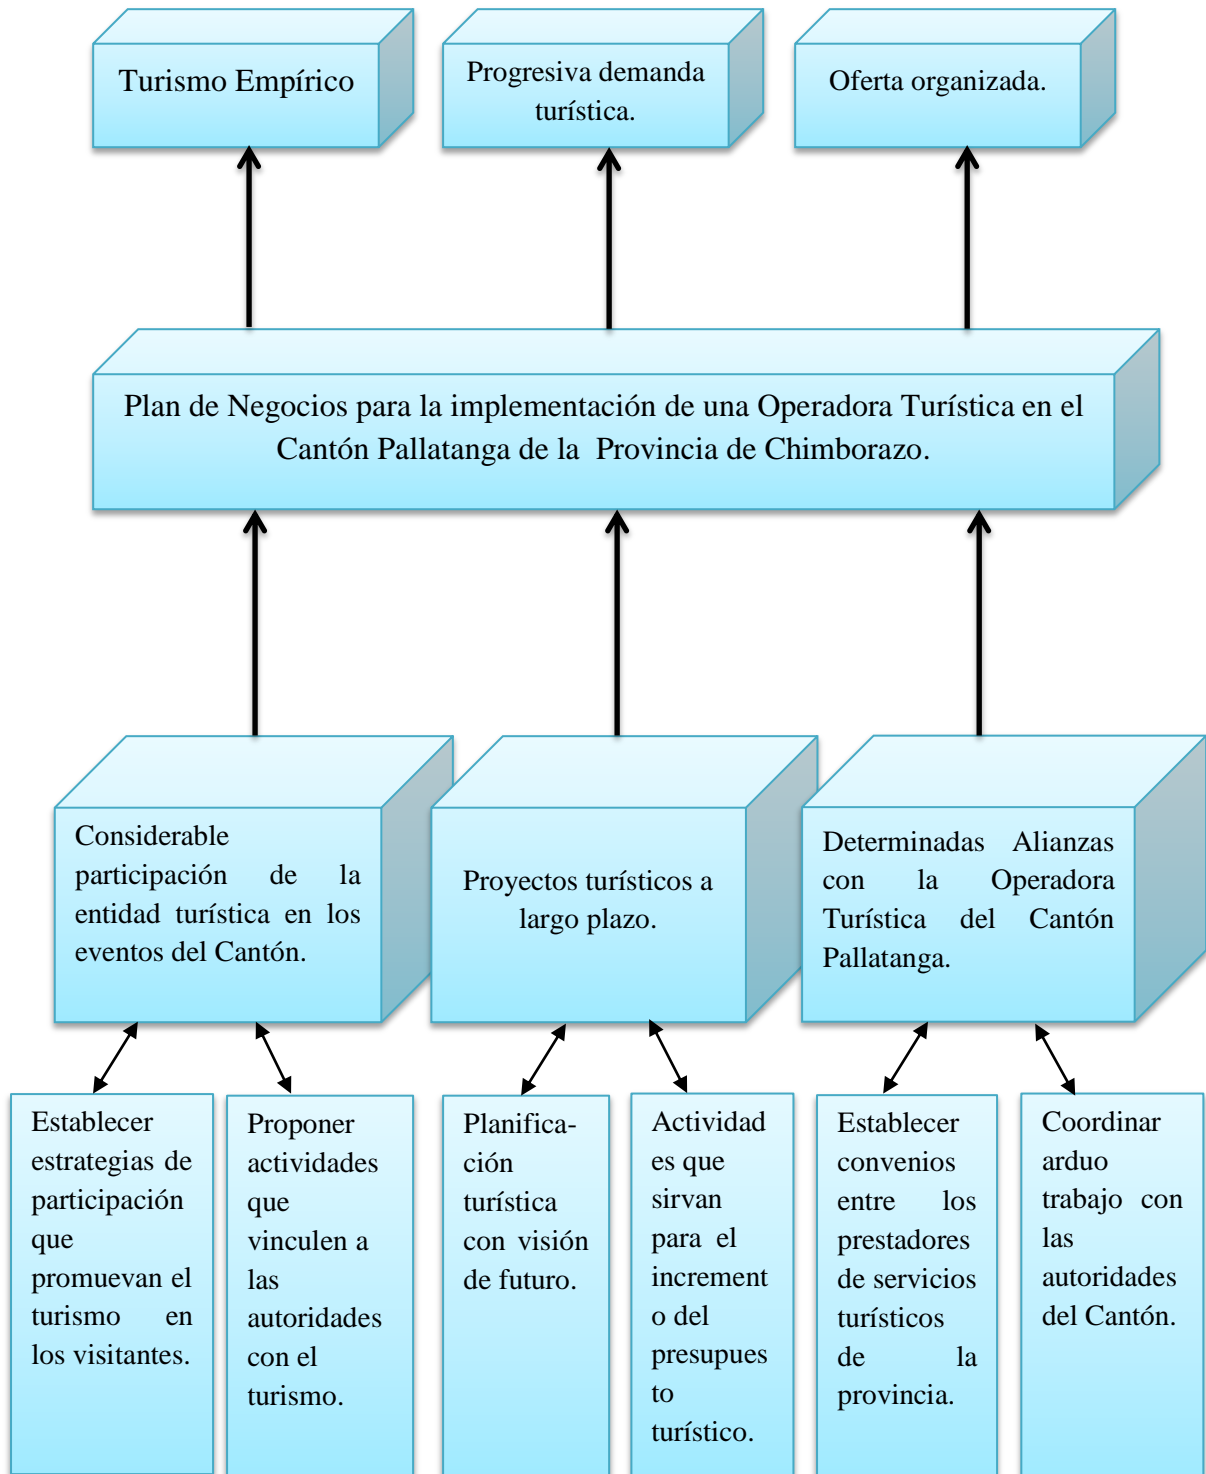 Turismo Empírico
Progresiva demanda
turística.
Oferta organizada.
Plan de Negocios para la implementación de una Operadora Turística en el
Cantón Pallatanga de la Provincia de Chimborazo.
Considerable
participación de la
entidad turística en los
eventos del Cantón.
Proyectos turísticos a
largo plazo.
Determinadas Alianzas
con la Operadora
Turística del Cantón
Pallatanga.
Establecer
estrategias de
participación
que
promuevan el
turismo en
los visitantes.
Proponer
actividades
que
vinculen a
las
autoridades
con el
turismo.
Planifica-
ción
turística
con visión
de futuro.
Actividad
es que
sirvan
para el
increment
o del
presupues
to
turístico.
Establecer
convenios
entre los
prestadores
de servicios
turísticos
de la
provincia.
Coordinar
arduo
trabajo con
las
autoridades
del Cantón.